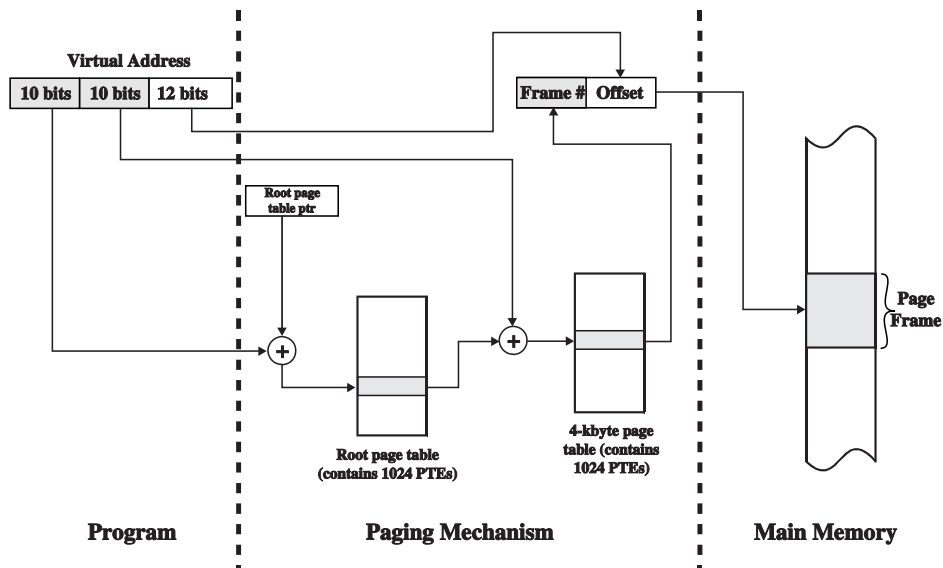 Virtual Address
10 bits 10 bits 12 bits
Frame # Offset
Root page
table ptr
+
+
Page
Frame
Root page table
(contains 1024 PTEs)
4-kbyte page
table (contains
1024 PTEs)
Program
Paging Mechanism
Main Memory